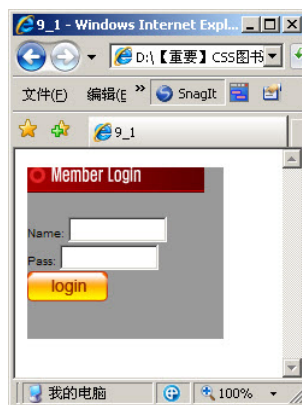 9_1 - Windows Internet Expl...
D:\【重要】CSS图书
文件(F) 编辑(E » SnagIt
9_1
Member Login
Name:
Pass:
login
我的电脑 100%